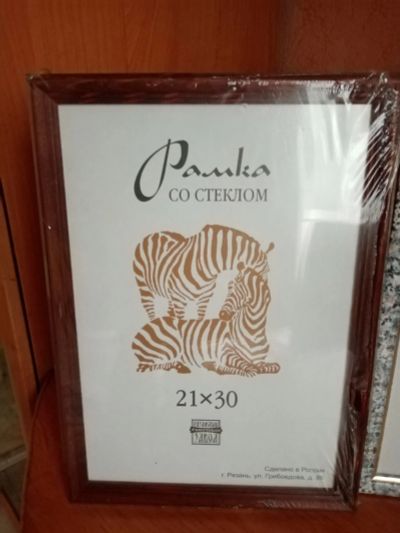 Рамка
СО СТЕКЛОМ
21×30
Сделано в России
г. Рязань, ул. Грибоедова, д.